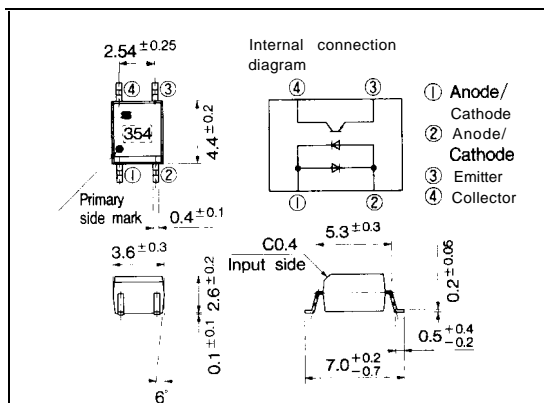 2.54 ±0.25
④ ③
354
① ②
4.4 ±0.2
Primary
side mark
0.4 ±0.1
Internal connection
diagram
④ ③
① ②
① Anode/
Cathode
② Anode/
Cathode
③ Emitter
④ Collector
3.6 ±0.3
2.6 ±0.2
0.1 ±0.1
6°
5.3 ±0.3
C0.4
Input side
0.2 ±0.05
0.5 +0.4 -0.2
7.0 +0.2 -0.7